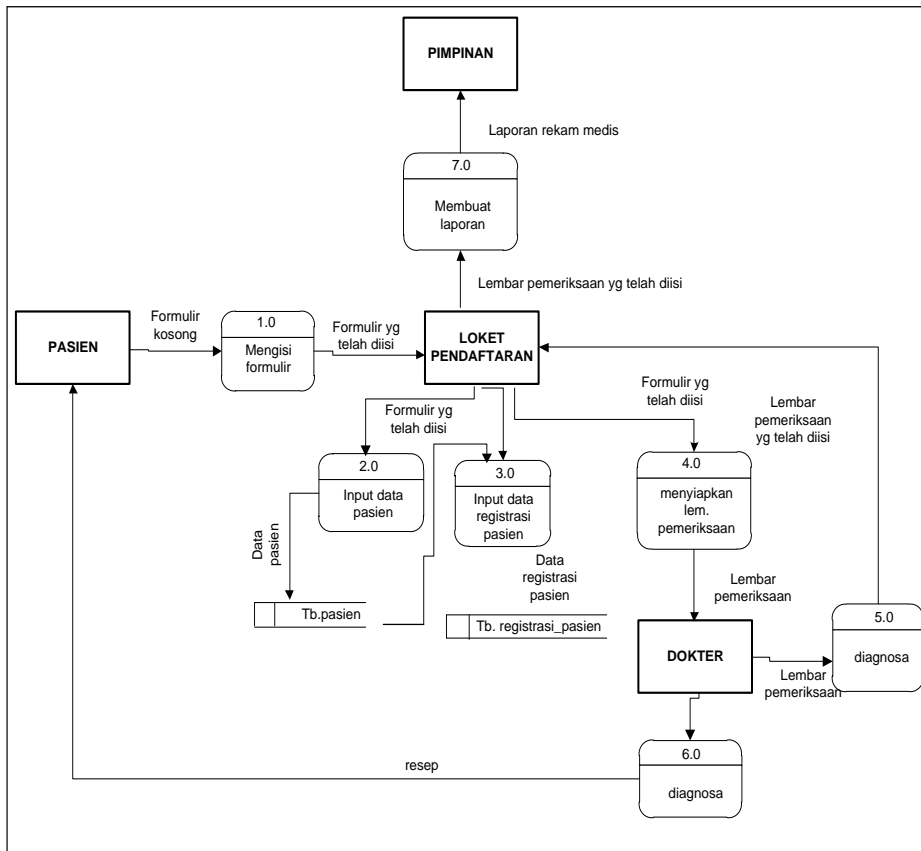 PIMPINAN
Laporan rekam medis
7.0
Membuat
laporan
Lembar pemeriksaan yg telah diisi
PASIEN
Formulir
kosong
1.0
Mengisi
formulir
Formulir yg
telah diisi
LOKET
PENDAFTARAN
Formulir yg
telah diisi
Formulir yg
telah diisi
Lembar
pemeriksaan
yg telah diisi
2.0
Input data
pasien
3.0
Input data
registrasi
pasien
4.0
menyiapkan
lem.
pemeriksaan
Data
pasien
Data
registrasi
pasien
Tb.pasien
Tb. registrasi_pasien
Lembar
pemeriksaan
DOKTER
Lembar
pemeriksaan
5.0
diagnosa
6.0
diagnosa
resep